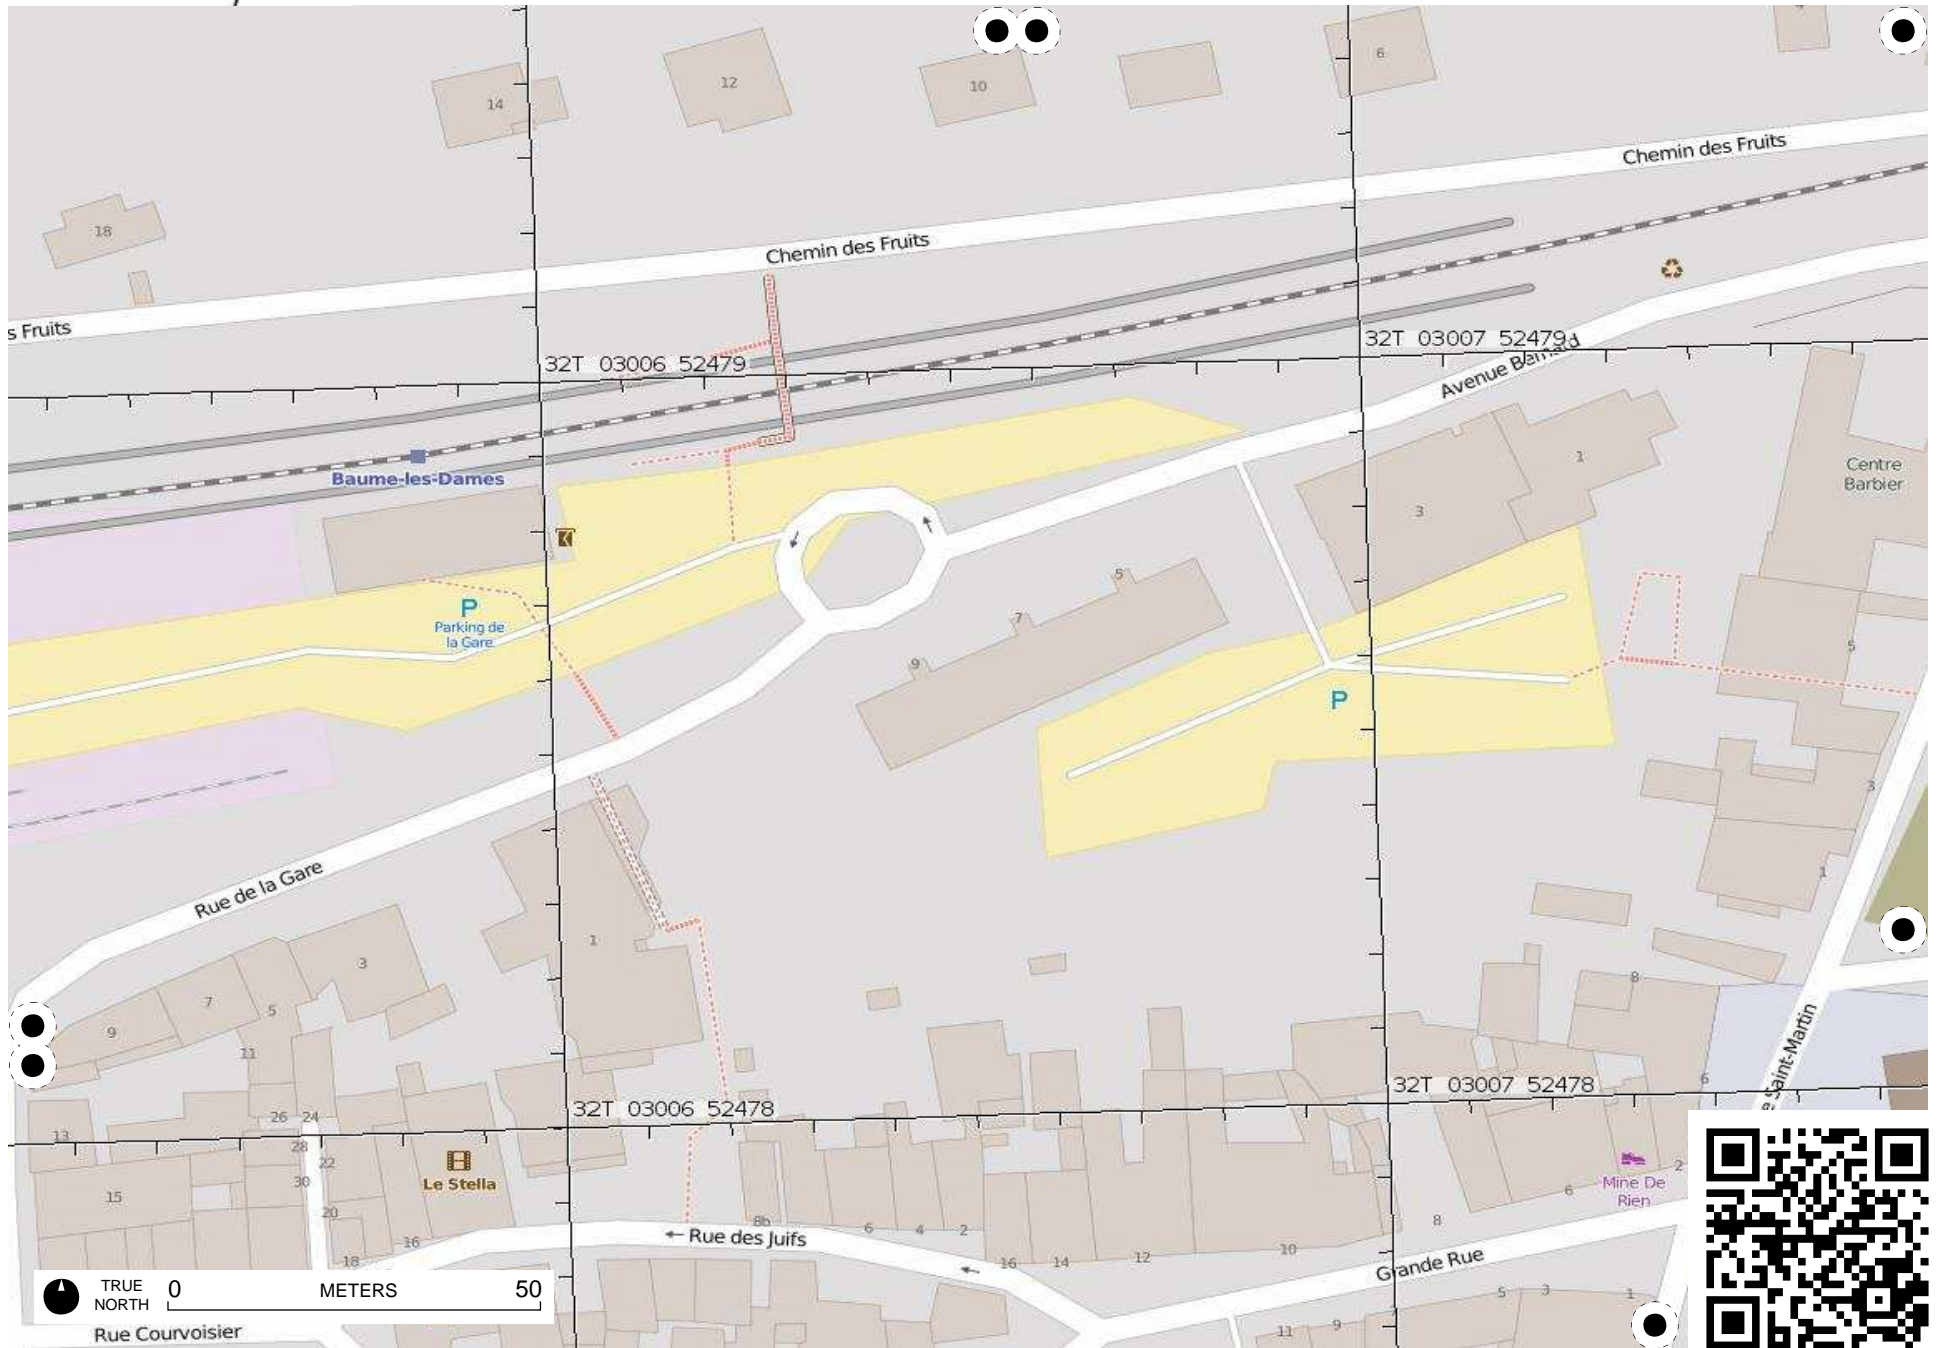 6
12
10
14
Chemin des Fruits
18
Chemin des Fruits
s Fruits
32T 03007 52479
32T 03006 52479
Avenue Bernard
1
Centre
Barbier
Baume-les-Dames
3
5
P
Parking de
la Gare
7
5
9
P
3
Rue de la Gare
1
1
3
8
7
5
9
11
e Saint-Martin
6
32T 03007 52478
32T 03006 52478
26
24
13
28
22
2
Le Stella
30
Mine De
Rien
15
6
20
8b
6
4
2
8
Rue des Juifs
16
18
16
14
12
10
Grande Rue
TRUE
NORTH
0
METERS
50
5
3
1
Rue Courvoisier
11
9